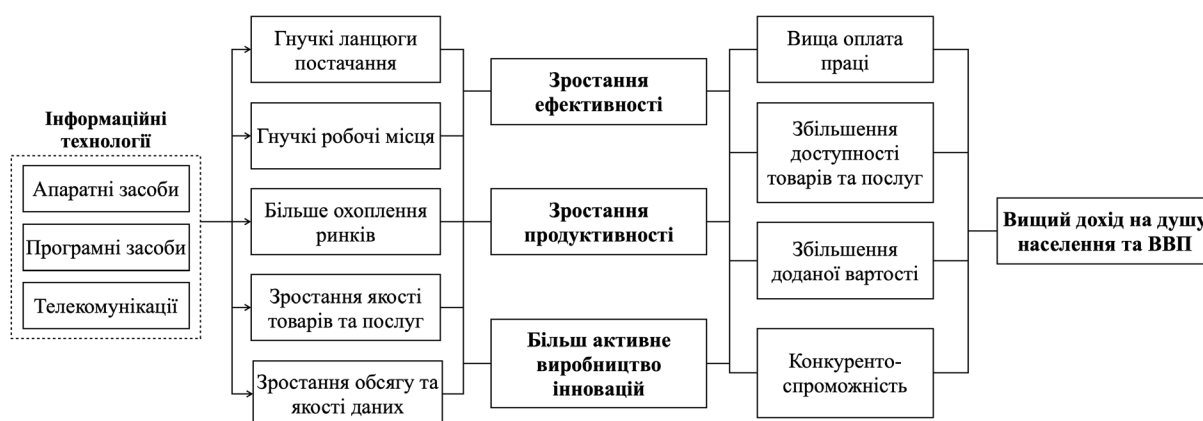 Інформаційні
технології
Апаратні засоби
Програмні засоби
Телекомунікації
Гнучкі ланцюги
постачання
Гнучкі робочі місця
Більше охоплення
ринків
Зростання якості
товарів та послуг
Зростання обсягу та
якості даних
Зростання
ефективності
Зростання
продуктивності
Більш активне
виробництво
інновацій
Вища оплата
праці
Збільшення
доступності
товарів та послуг
Збільшення
доданої вартості
Конкуренто-
спроможність
Вищий дохід на душу
населення та ВВП